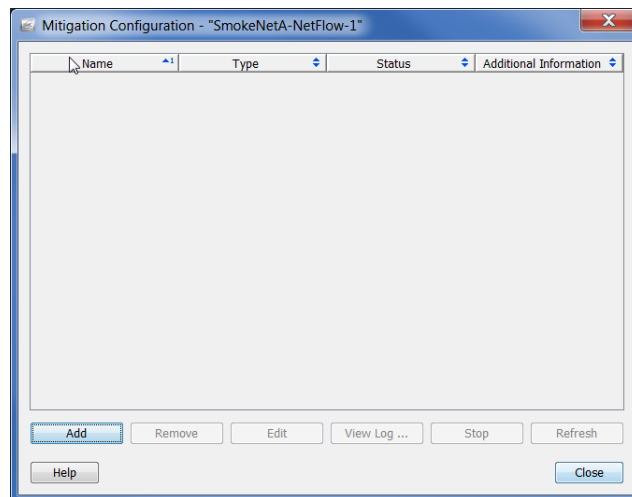 Mitigation Configuration - "SmokeNetA-NetFlow-1"
Name 1 Type Status Additional Information
Add Remove Edit View Log ... Stop Refresh
Help Close